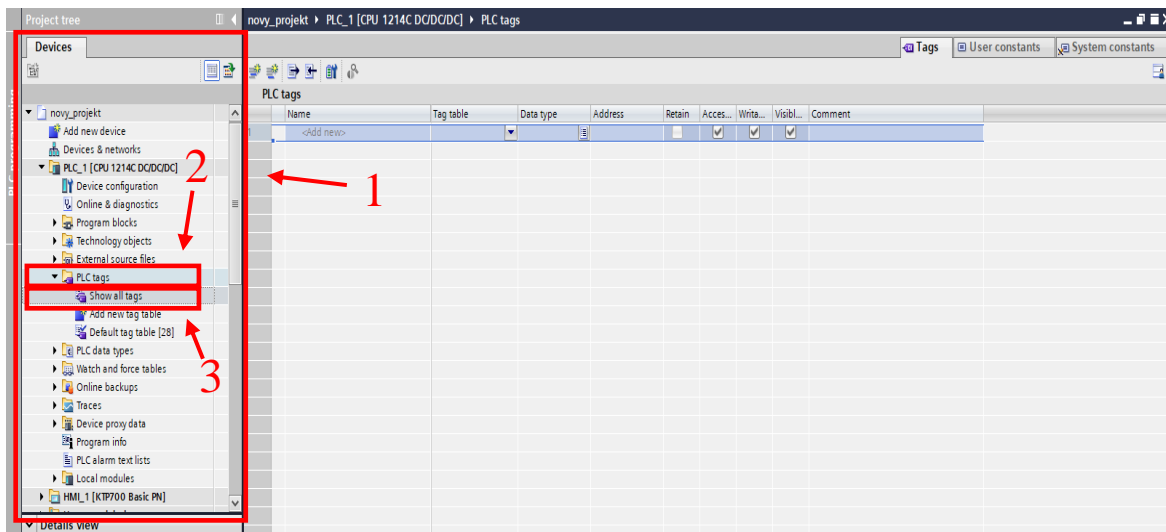 Project tree
novy_projekt ▸ PLC_1 [CPU 1214C DC/DC/DC] ▸ PLC tags
Devices
Tags
User constants
System constants
PLC tags
Name Tag table Data type Address Retain Acces... Writa... Visibl... Comment
1 <Add new>
novy_projekt
Add new device
Devices & networks
PLC_1 [CPU 1214C DC/DC/DC]
Device configuration
Online & diagnostics
Program blocks
Technology objects
External source files
PLC tags
Show all tags
Add new tag table
Default tag table [28]
PLC data types
Watch and force tables
Online backups
Traces
Device proxy data
Program info
PLC alarm text lists
Local modules
HMI_1 [KTP700 Basic PN]
Details view
PLC programming
1
2
3